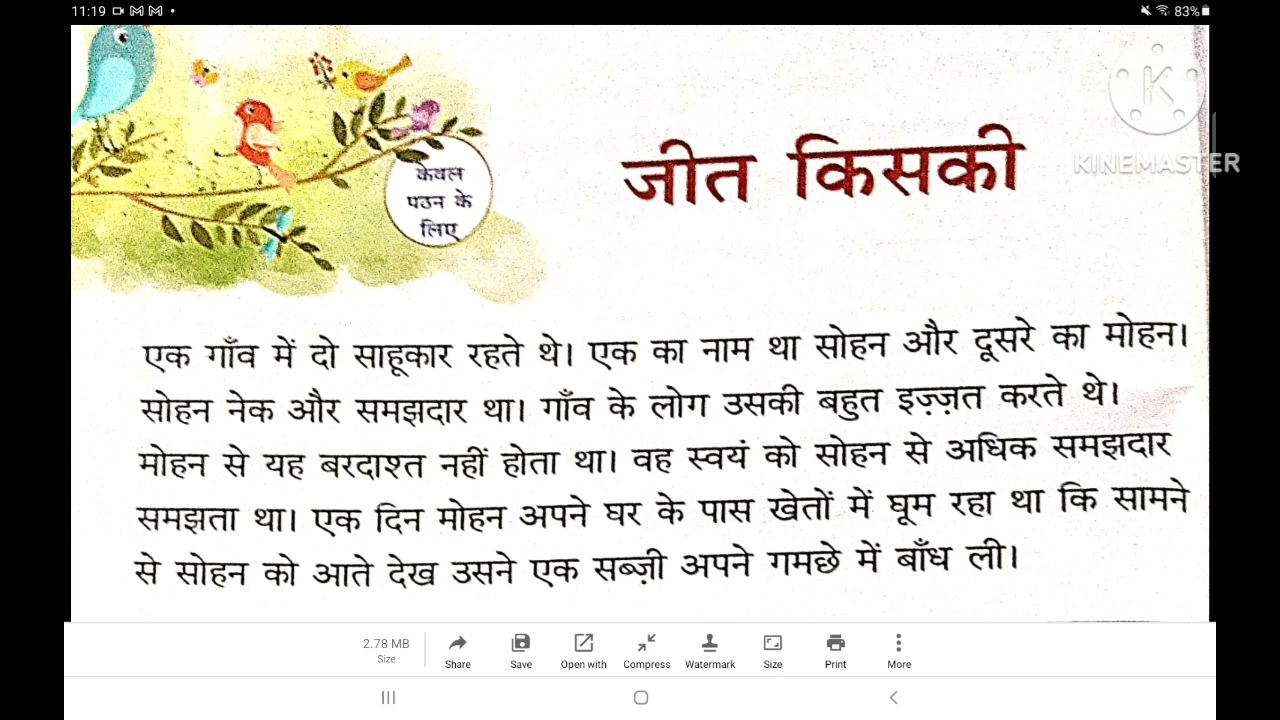 11:19
83%
KINEMASTER
केवल
पठन के
लिए
जीत किसकी
एक गाँव में दो साहूकार रहते थे। एक का नाम था सोहन और दूसरे का मोहन।
सोहन नेक और समझदार था। गाँव के लोग उसकी बहुत इज़्ज़त करते थे।
मोहन से यह बरदाश्त नहीं होता था। वह स्वयं को सोहन से अधिक समझदार
समझता था। एक दिन मोहन अपने घर के पास खेतों में घूम रहा था कि सामने
से सोहन को आते देख उसने एक सब्ज़ी अपने गमछे में बाँध ली।
2.78 MB
Size
Share
Save
Open with
Compress
Watermark
Size
Print
More